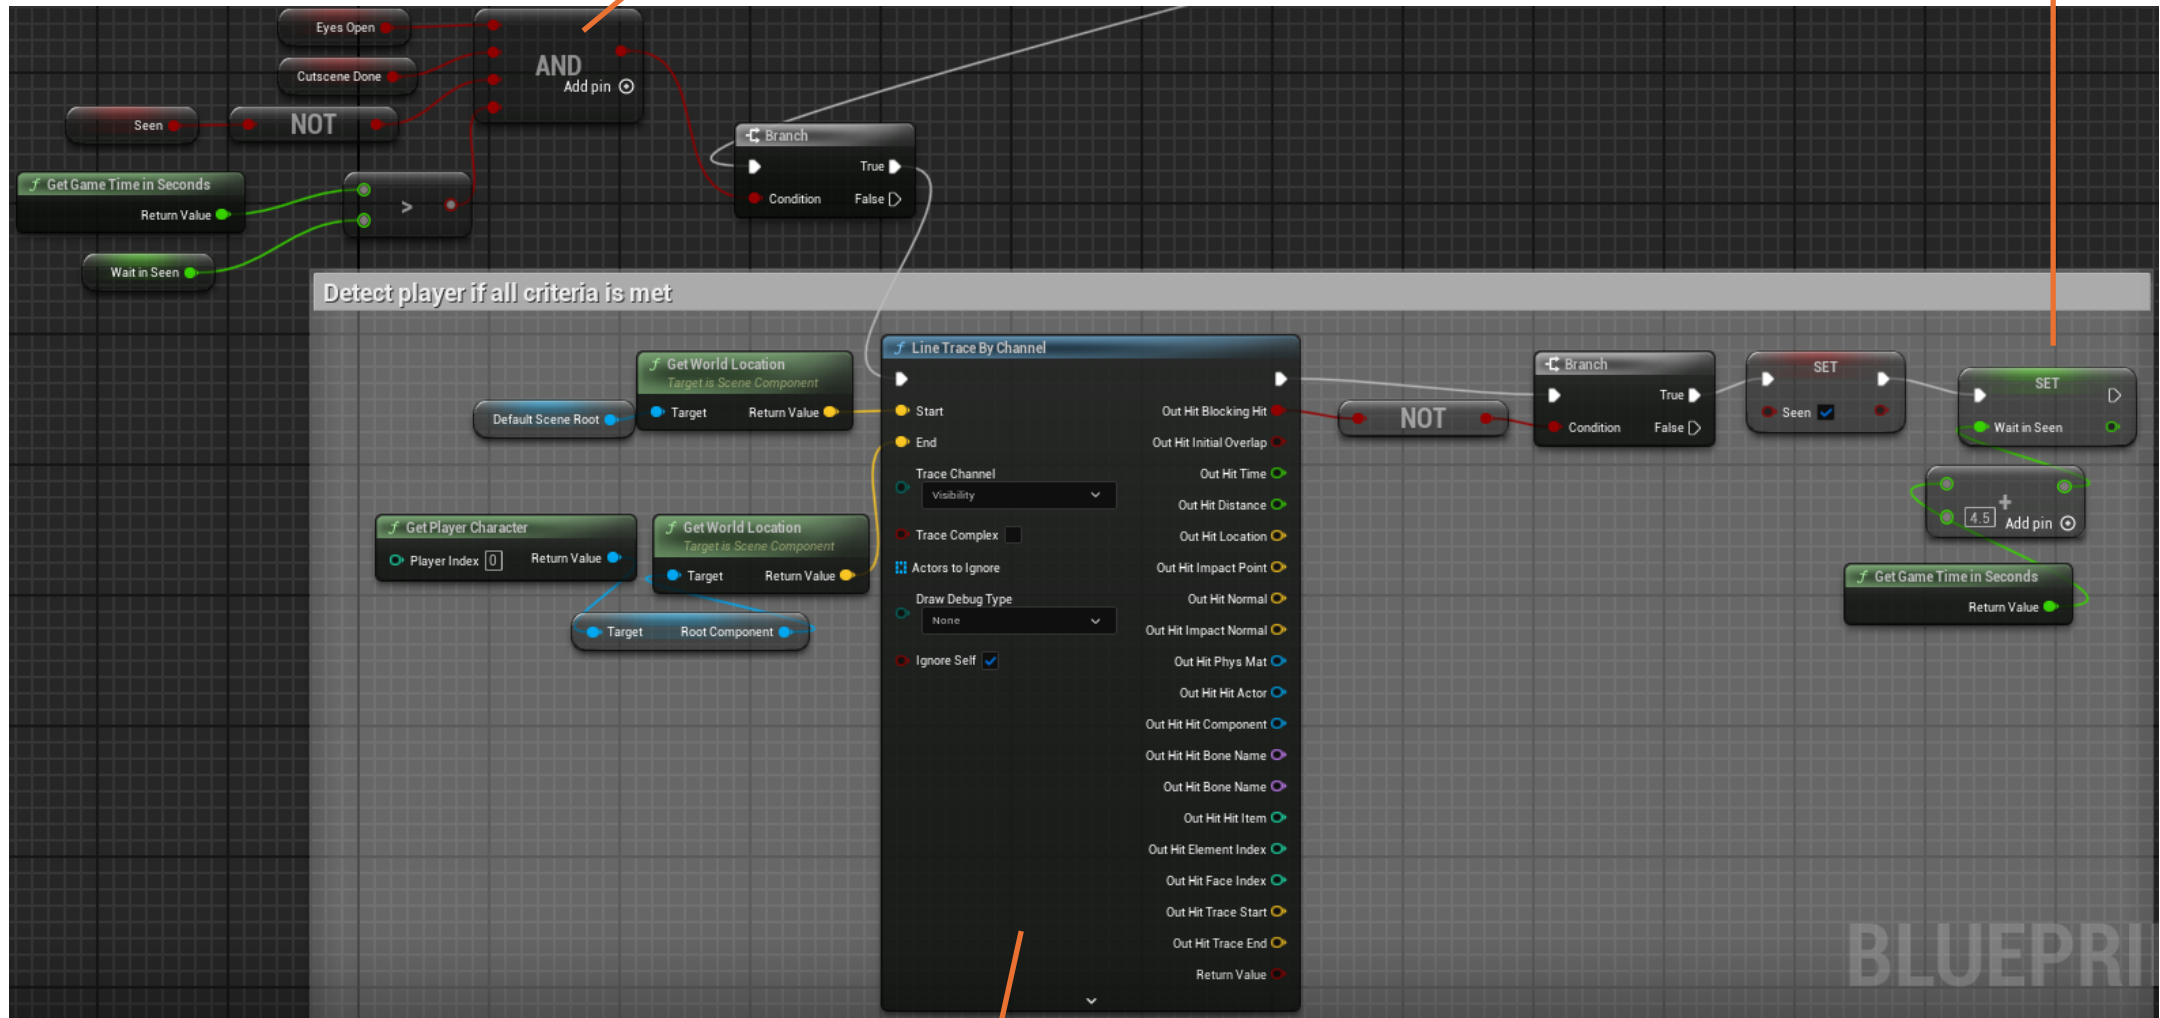 Eyes Open
AND
Add pin
Cutscene Done
Seen
NOT
Branch
True
Condition
False
Get Game Time in Seconds
Return Value
>
Wait in Seen
Detect player if all criteria is met
Get World Location
Target is Scene Component
Target
Return Value
Default Scene Root
Get Player Character
Player Index 0
Return Value
Get World Location
Target is Scene Component
Target
Return Value
Target
Root Component
Line Trace By Channel
Start
End
Trace Channel
Visibility
Trace Complex
Actors to Ignore
Draw Debug Type
None
Ignore Self
Out Hit Blocking Hit
Out Hit Initial Overlap
Out Hit Time
Out Hit Distance
Out Hit Location
Out Hit Impact Point
Out Hit Normal
Out Hit Impact Normal
Out Hit Phys Mat
Out Hit Hit Actor
Out Hit Hit Component
Out Hit Hit Bone Name
Out Hit Bone Name
Out Hit Hit Item
Out Hit Element Index
Out Hit Face Index
Out Hit Trace Start
Out Hit Trace End
Return Value
NOT
Branch
True
Condition
False
SET
Seen
SET
Wait in Seen
+
4.5
Add pin
Get Game Time in Seconds
Return Value
BLUEPRI